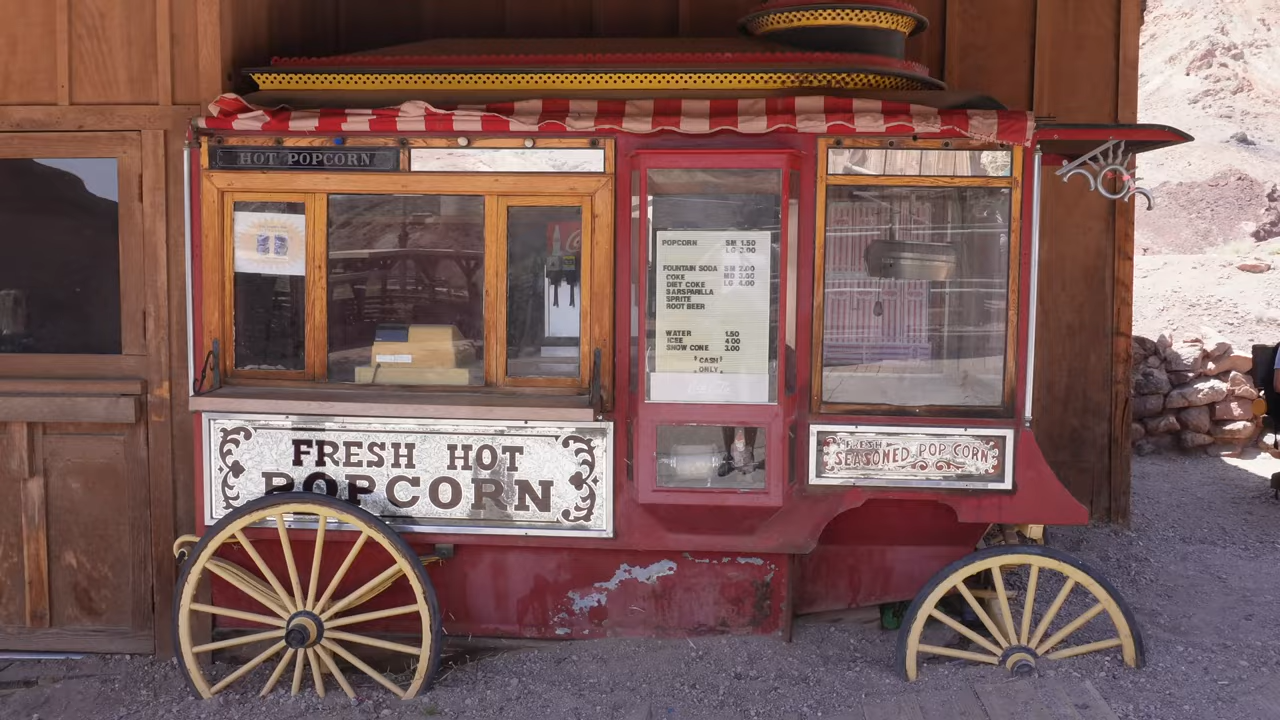 HOT POPCORN
POPCORN SM 1.50
LG 2.00
FOUNTAIN SODA SM 2.00
COKE MD 3.00
DIET COKE LG 4.00
SARSPARILLA
SPRITE
ROOT BEER
WATER 1.50
ICEE 4.00
SNOW CONE 3.00
CASH
ONLY
FRESH HOT
POPCORN
FRESH
SEASONED POP CORN